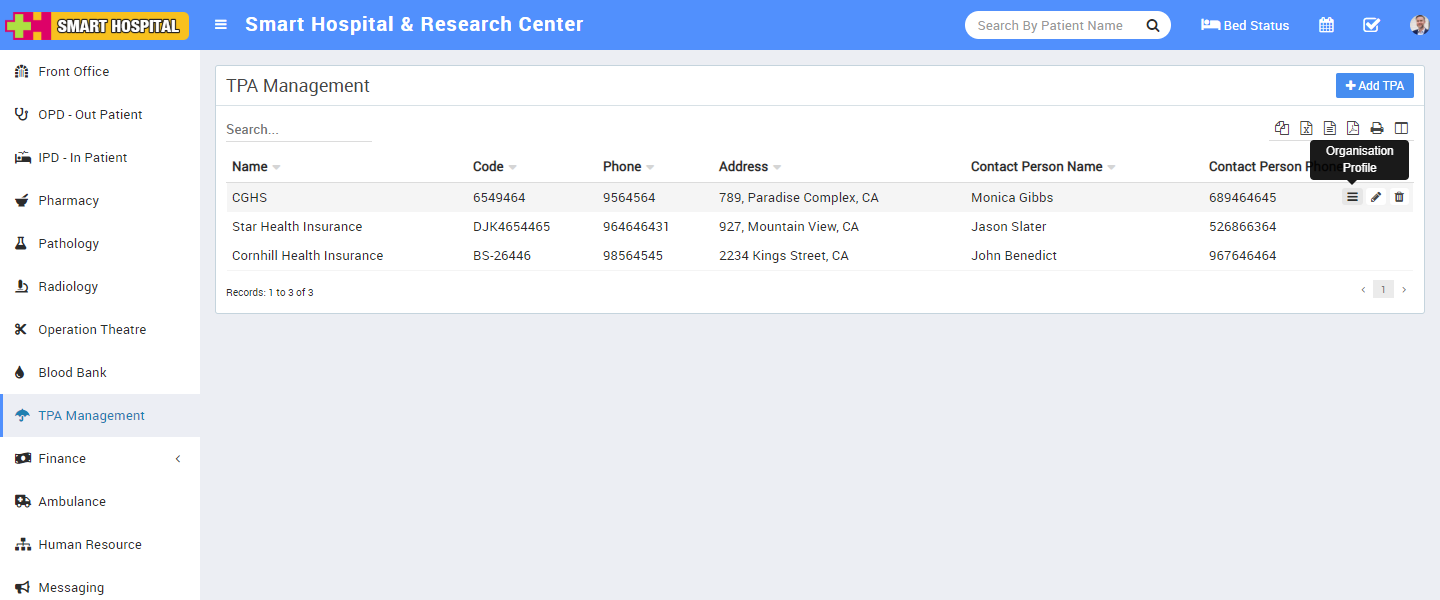 SMART HOSPITAL
Smart Hospital & Research Center
Search By Patient Name
Bed Status
Front Office
OPD - Out Patient
IPD - In Patient
Pharmacy
Pathology
Radiology
Operation Theatre
Blood Bank
TPA Management
Finance
Ambulance
Human Resource
Messaging
TPA Management
Add TPA
Search...
Organisation
Profile
Name Code Phone Address Contact Person Name Contact Person Phone
CGHS 6549464 9564564 789, Paradise Complex, CA Monica Gibbs 689464645
Star Health Insurance DJK4654465 964646431 927, Mountain View, CA Jason Slater 526866364
Cornhill Health Insurance BS-26446 98564545 2234 Kings Street, CA John Benedict 967646464
Records: 1 to 3 of 3
1